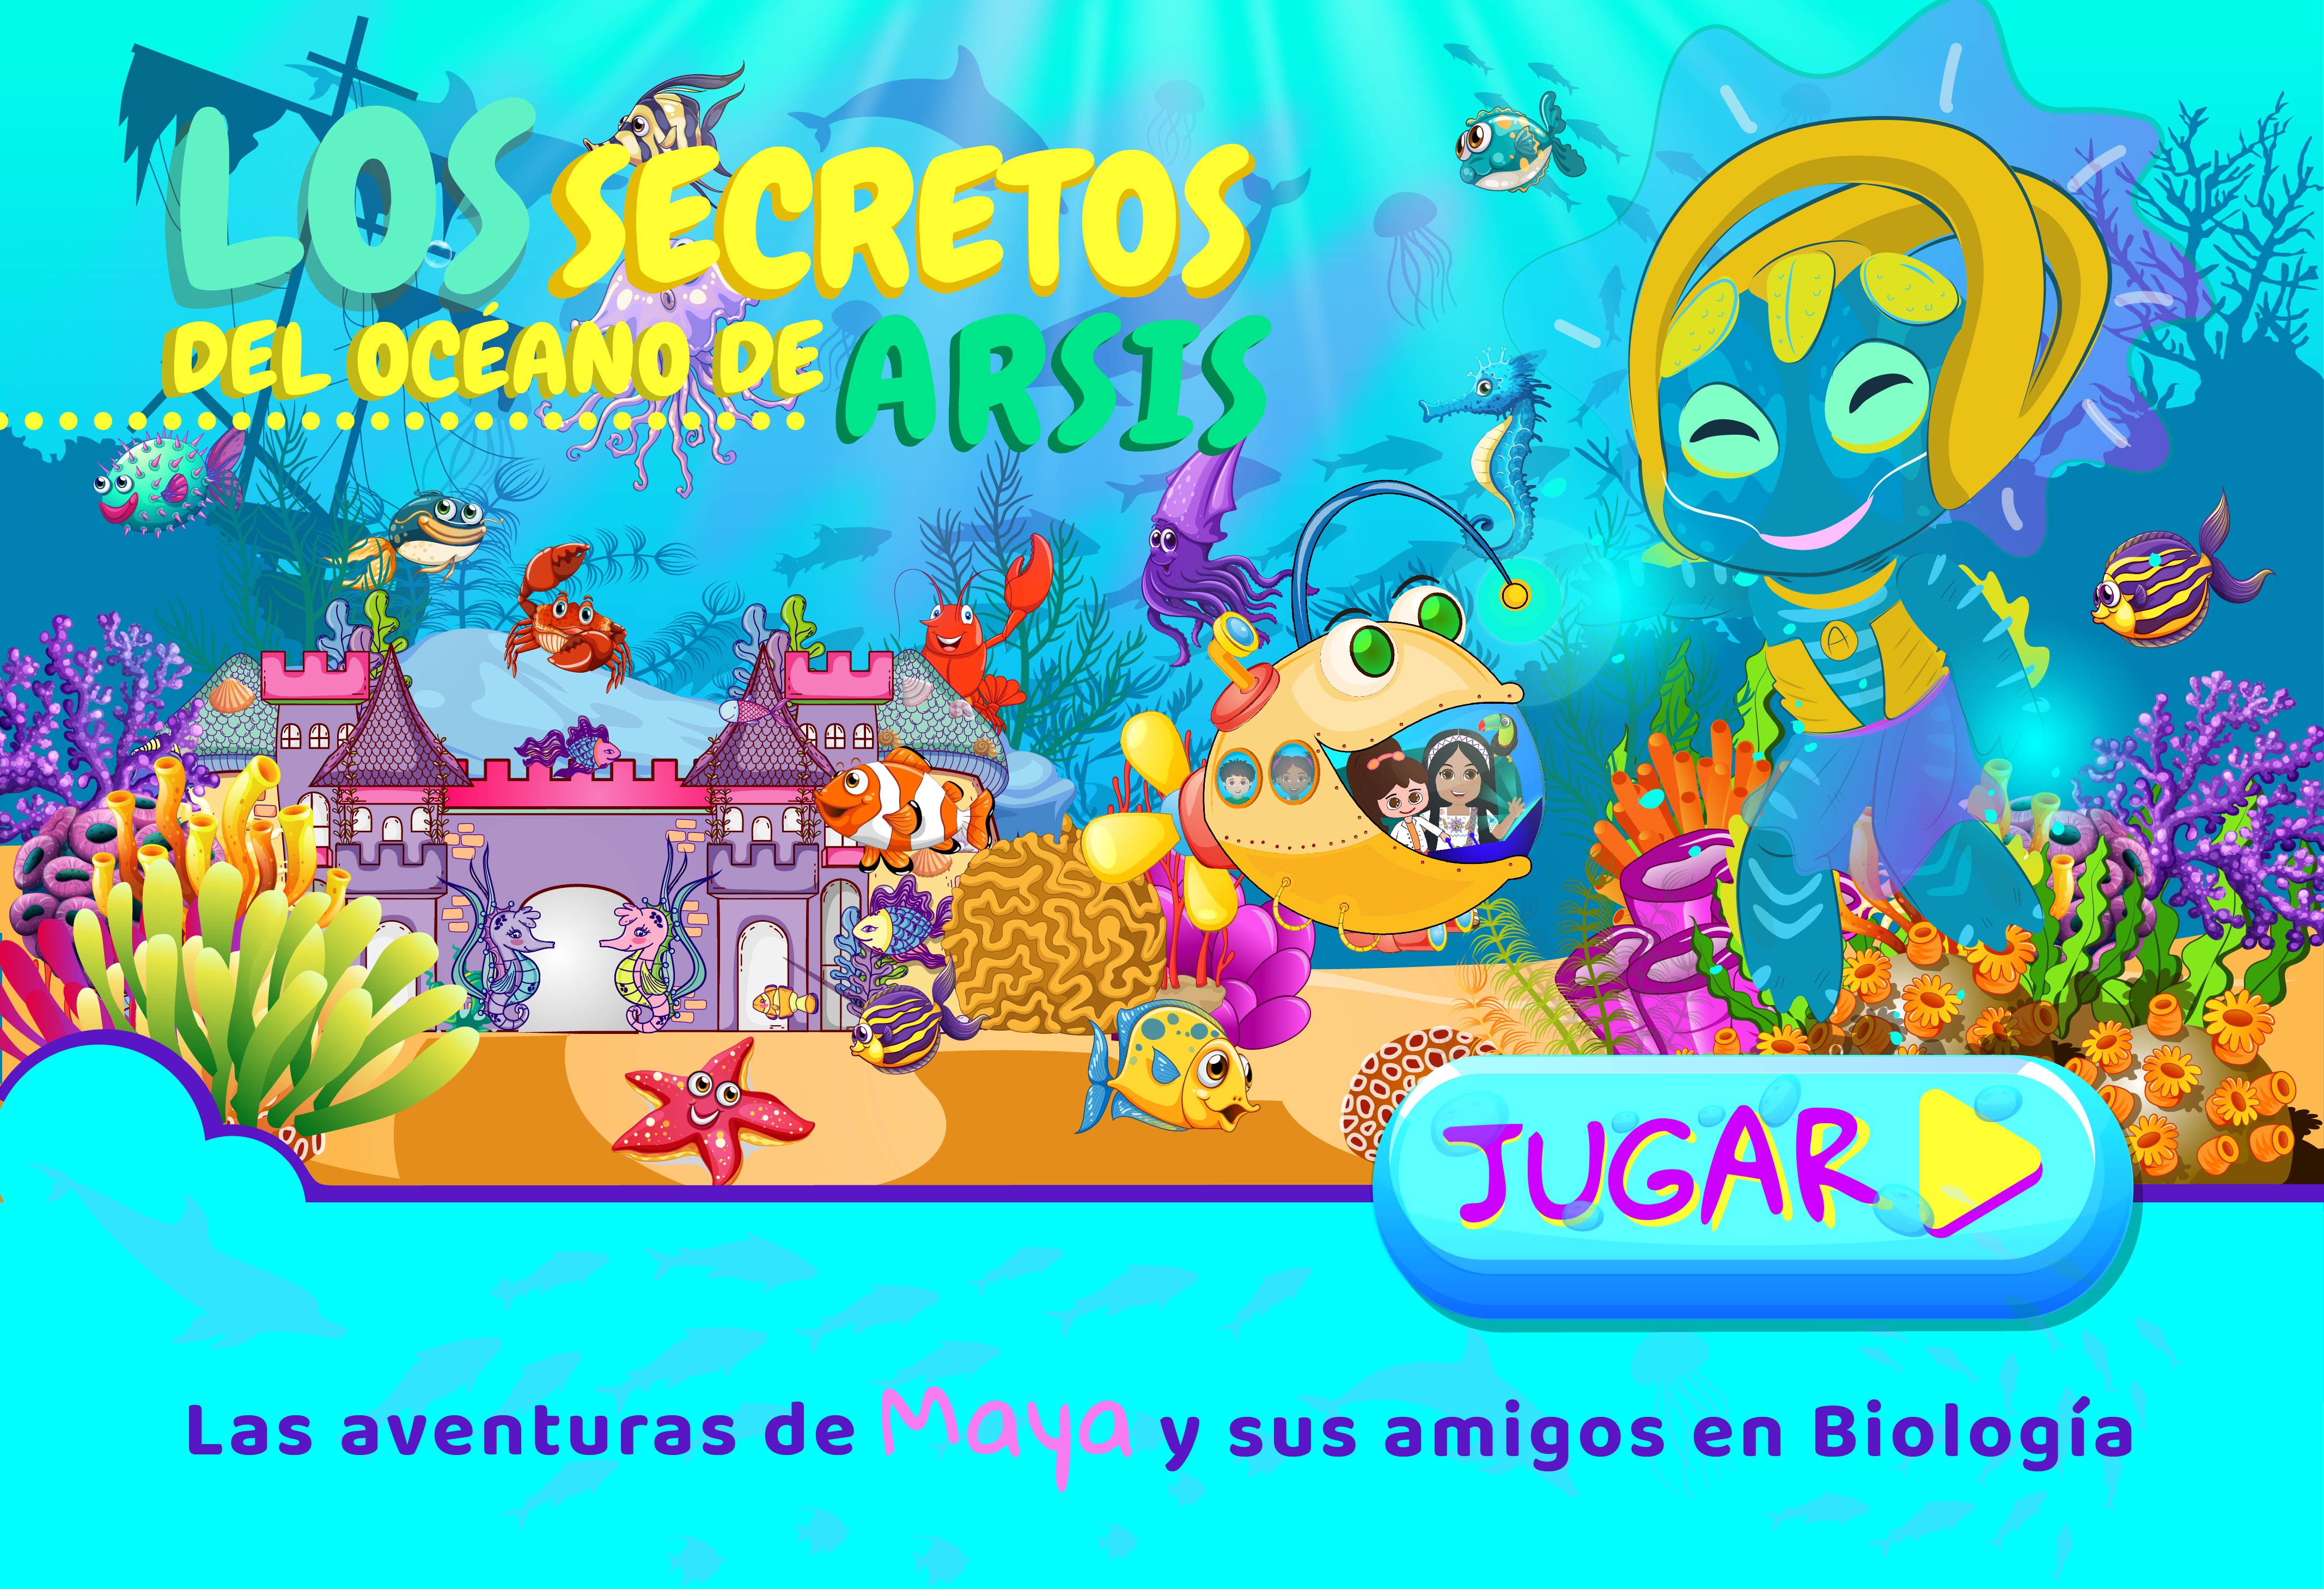 LOS SECRETOS
DEL OCÉANO DE ARSIS
A
JUGAR
Las aventuras de Maya y sus amigos en Biología